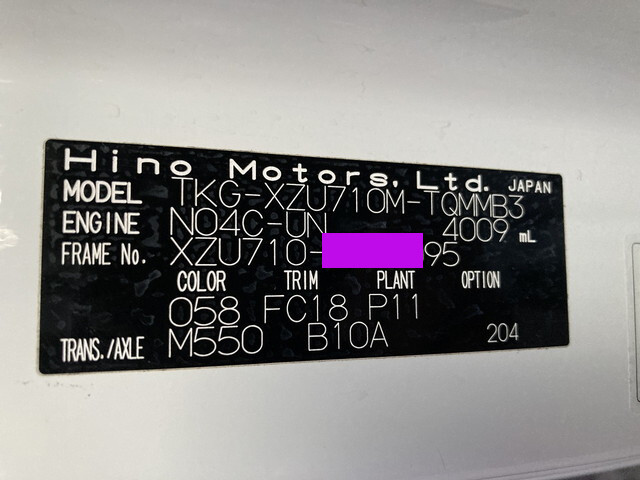 Hino Motors, Ltd. JAPAN
MODEL TKG-XZU710M-TQMMB3
ENGINE N04C-UN 4009 mL
FRAME No. XZU710- 95
COLOR TRIM PLANT OPTION
058 FC18 P11
TRANS./AXLE M550 B10A 204